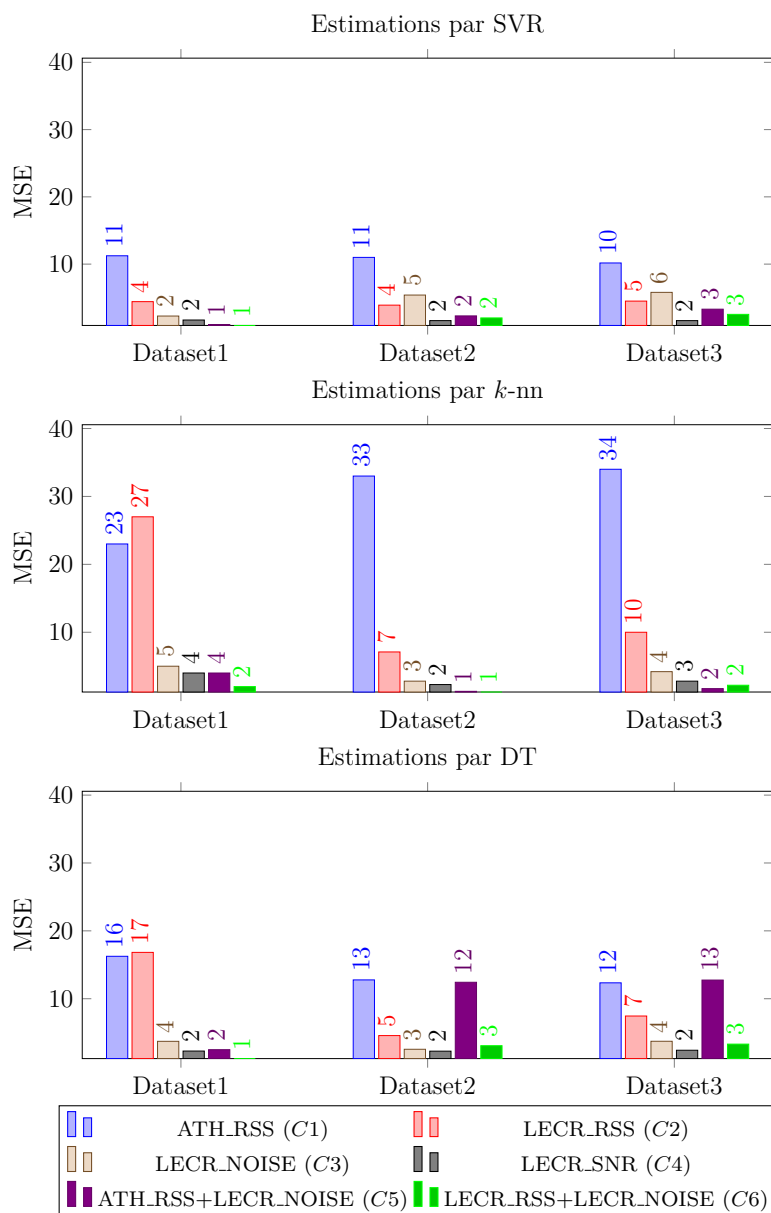 Estimations par SVR
MSE
40
30
20
10
11 4 2 2 1 1
11 4 5 2 2 2
10 5 6 2 3 3
Dataset1 Dataset2 Dataset3
Estimations par k-nn
MSE
40
30
20
10
23 27 5 4 4 2
33 7 3 2 1 1
34 10 4 3 2 2
Dataset1 Dataset2 Dataset3
Estimations par DT
MSE
40
30
20
10
16 17 4 2 2 1
13 5 3 2 12 3
12 7 4 2 13 3
Dataset1 Dataset2 Dataset3
ATH_RSS (C1) LECR_RSS (C2)
LECR_NOISE (C3) LECR_SNR (C4)
ATH_RSS+LECR_NOISE (C5) LECR_RSS+LECR_NOISE (C6)